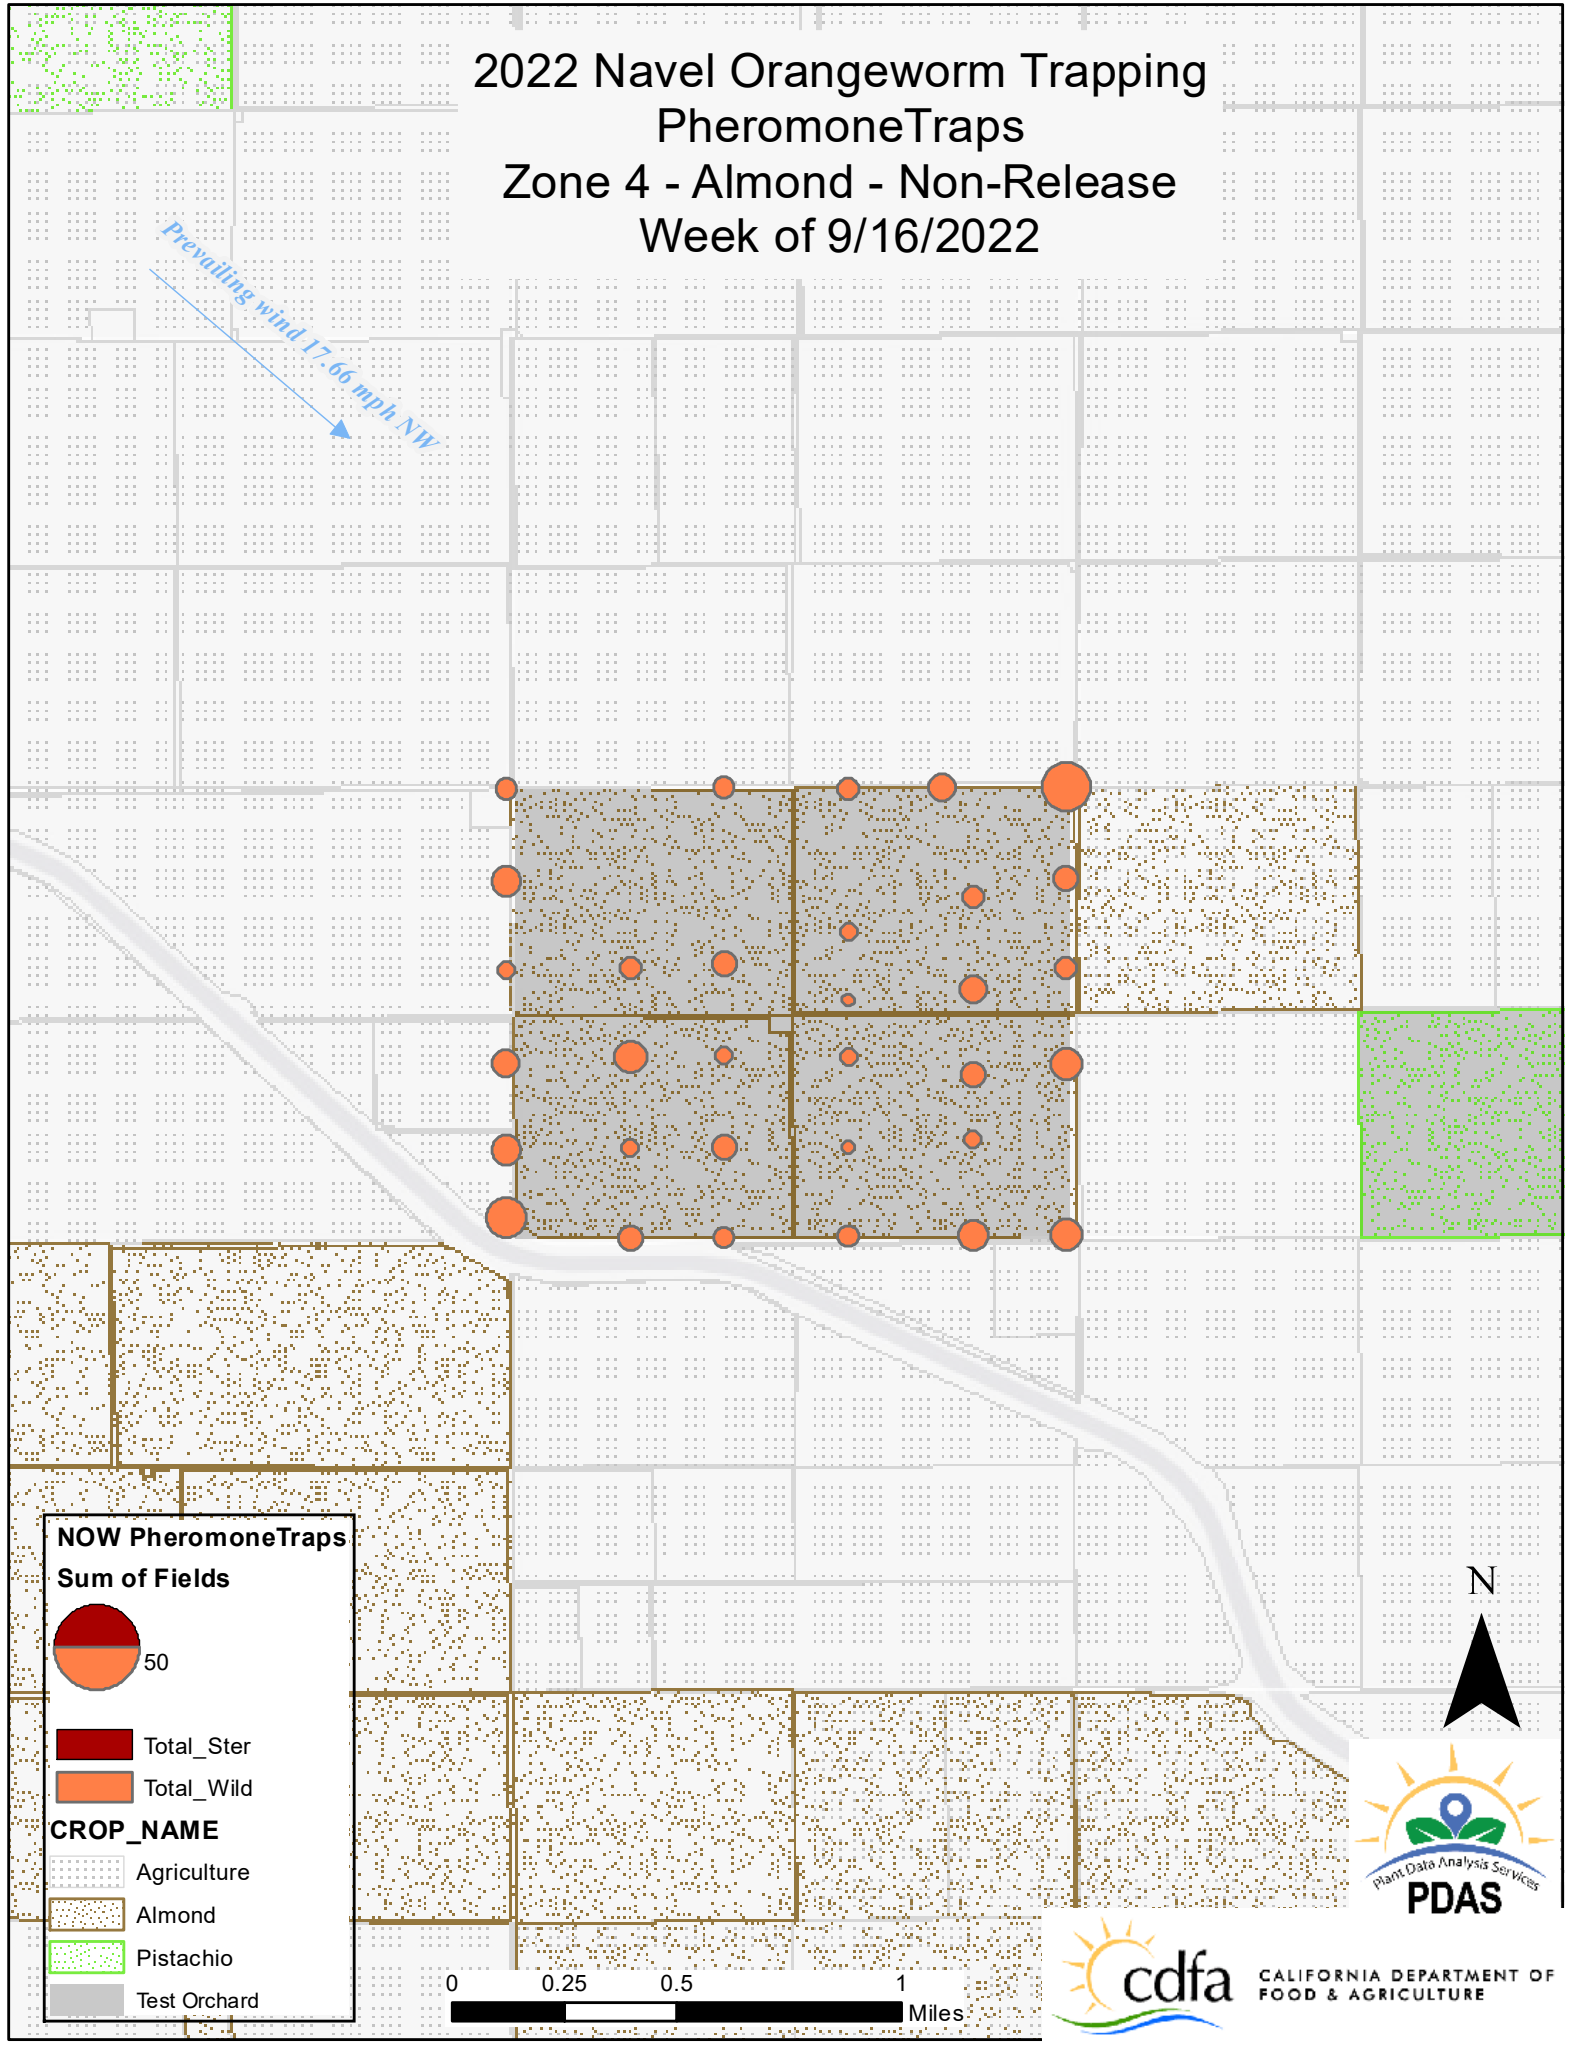 2022 Navel Orangeworm Trapping
PheromoneTraps
Zone 4 - Almond - Non-Release
Week of 9/16/2022
Prevailing wind 17.66 mph NW
NOW PheromoneTraps
Sum of Fields
50
Total_Ster
Total_Wild
CROP_NAME
Agriculture
Almond
Pistachio
Test Orchard
0 0.25 0.5 1
Miles
N
Plant Data Analysis Services
PDAS
cdfa
CALIFORNIA DEPARTMENT OF
FOOD & AGRICULTURE